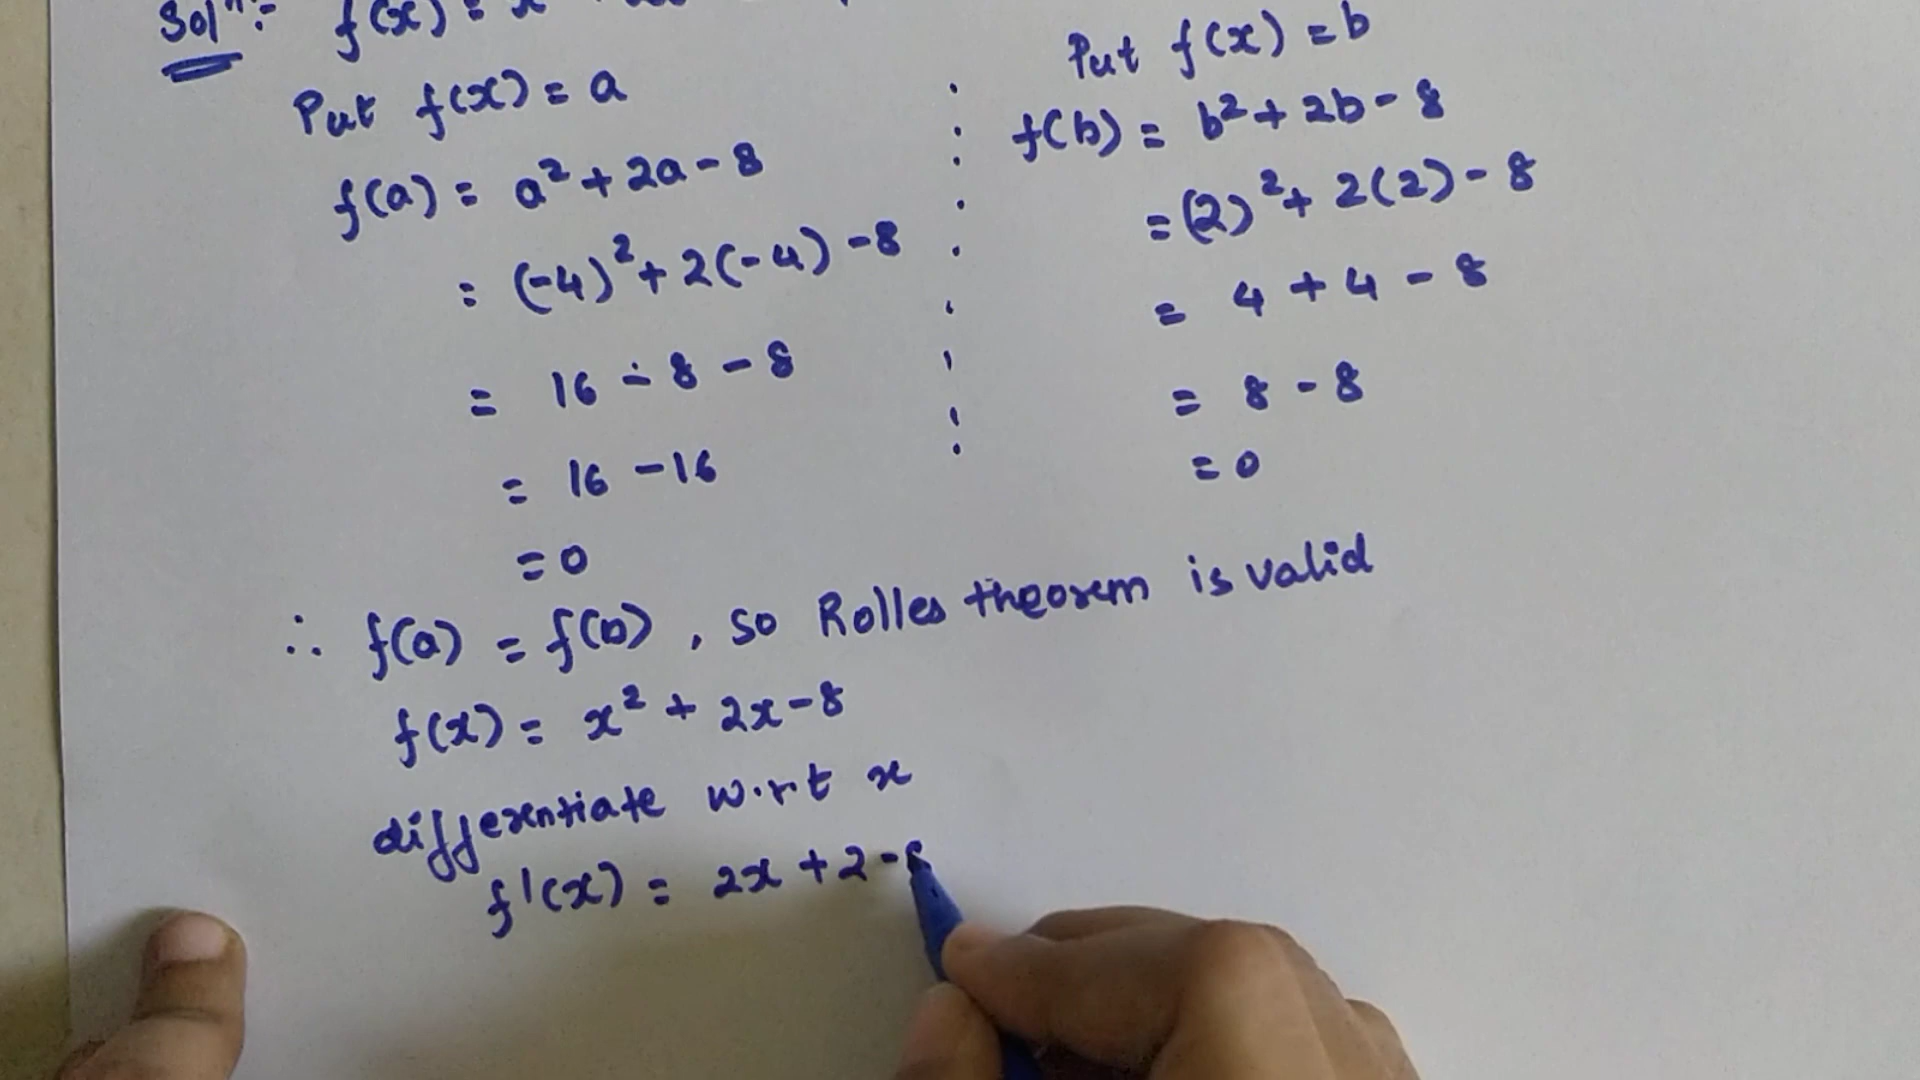 Solⁿ:- f(x) = x
Put f(x) = a
f(a) = a² + 2a - 8
= (-4)² + 2(-4) - 8
= 16 - 8 - 8
= 16 - 16
= 0
Put f(x) = b
f(b) = b² + 2b - 8
= (2)² + 2(2) - 8
= 4 + 4 - 8
= 8 - 8
= 0
∴ f(a) = f(b), so Rolles theorem is valid
f(x) = x² + 2x - 8
differentiate w.r.t x
f'(x) = 2x + 2 -